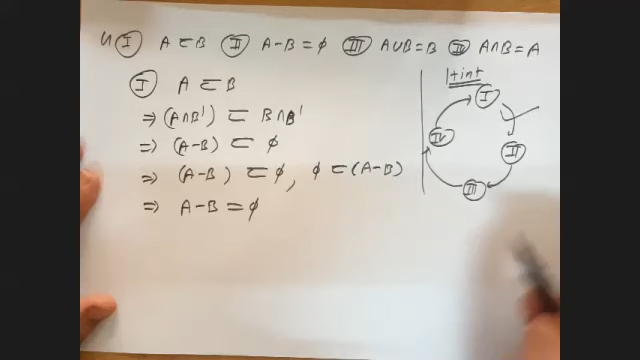 4 (I) A ⊂ B (II) A-B = ϕ (III) A∪B = B (IV) A∩B = A
(I) A ⊂ B
⇒ (A∩B') ⊂ B∩B'
⇒ (A-B) ⊂ ϕ
⇒ (A-B) ⊂ ϕ, ϕ ⊂ (A-B)
⇒ A-B = ϕ
Hint
I
II
III
IV